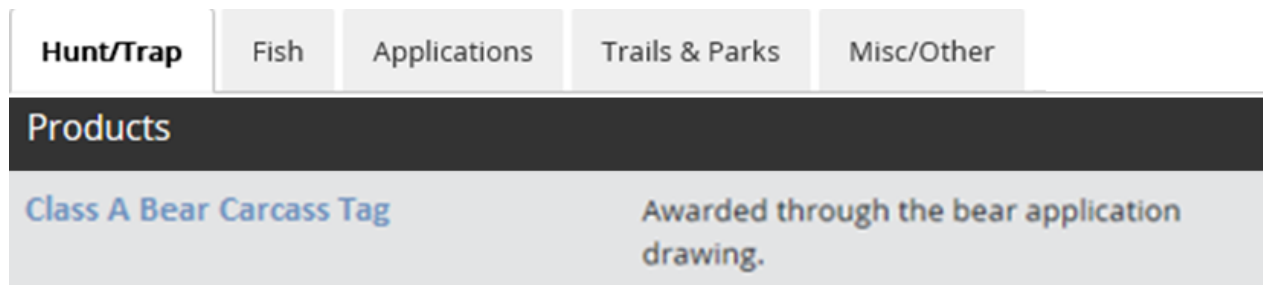 Hunt/Trap Fish Applications Trails & Parks Misc/Other
Products
Class A Bear Carcass Tag Awarded through the bear application
drawing.